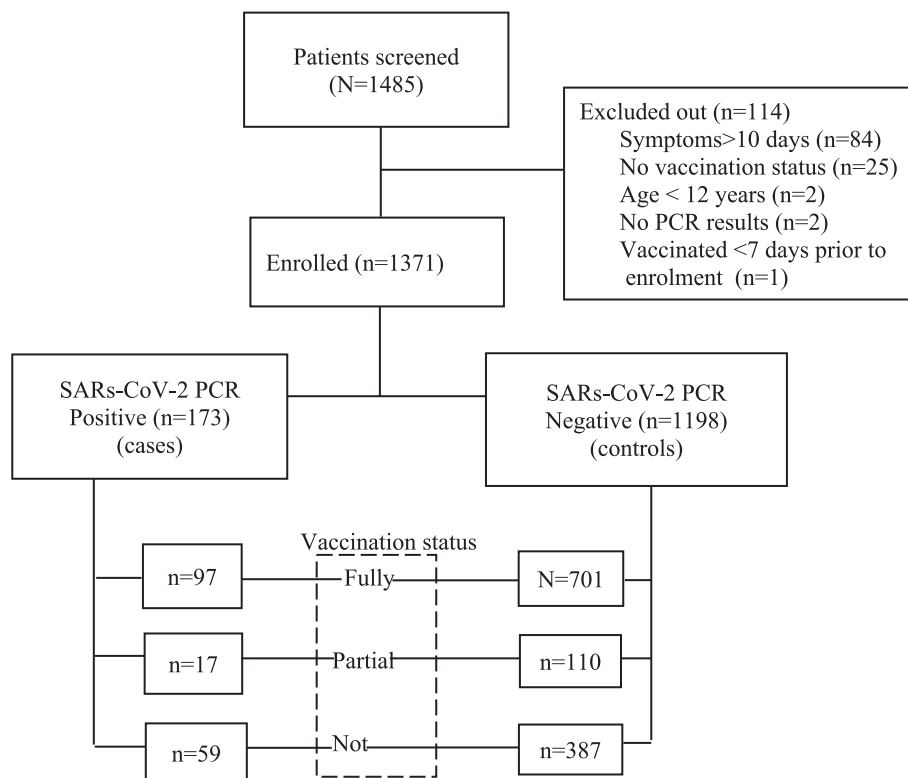 Patients screened
(N=1485)
Excluded out (n=114)
Symptoms>10 days (n=84)
No vaccination status (n=25)
Age < 12 years (n=2)
No PCR results (n=2)
Vaccinated <7 days prior to
enrolment (n=1)
Enrolled (n=1371)
SARs-CoV-2 PCR
Positive (n=173)
(cases)
SARs-CoV-2 PCR
Negative (n=1198)
(controls)
Vaccination status
n=97 Fully N=701
n=17 Partial n=110
n=59 Not n=387